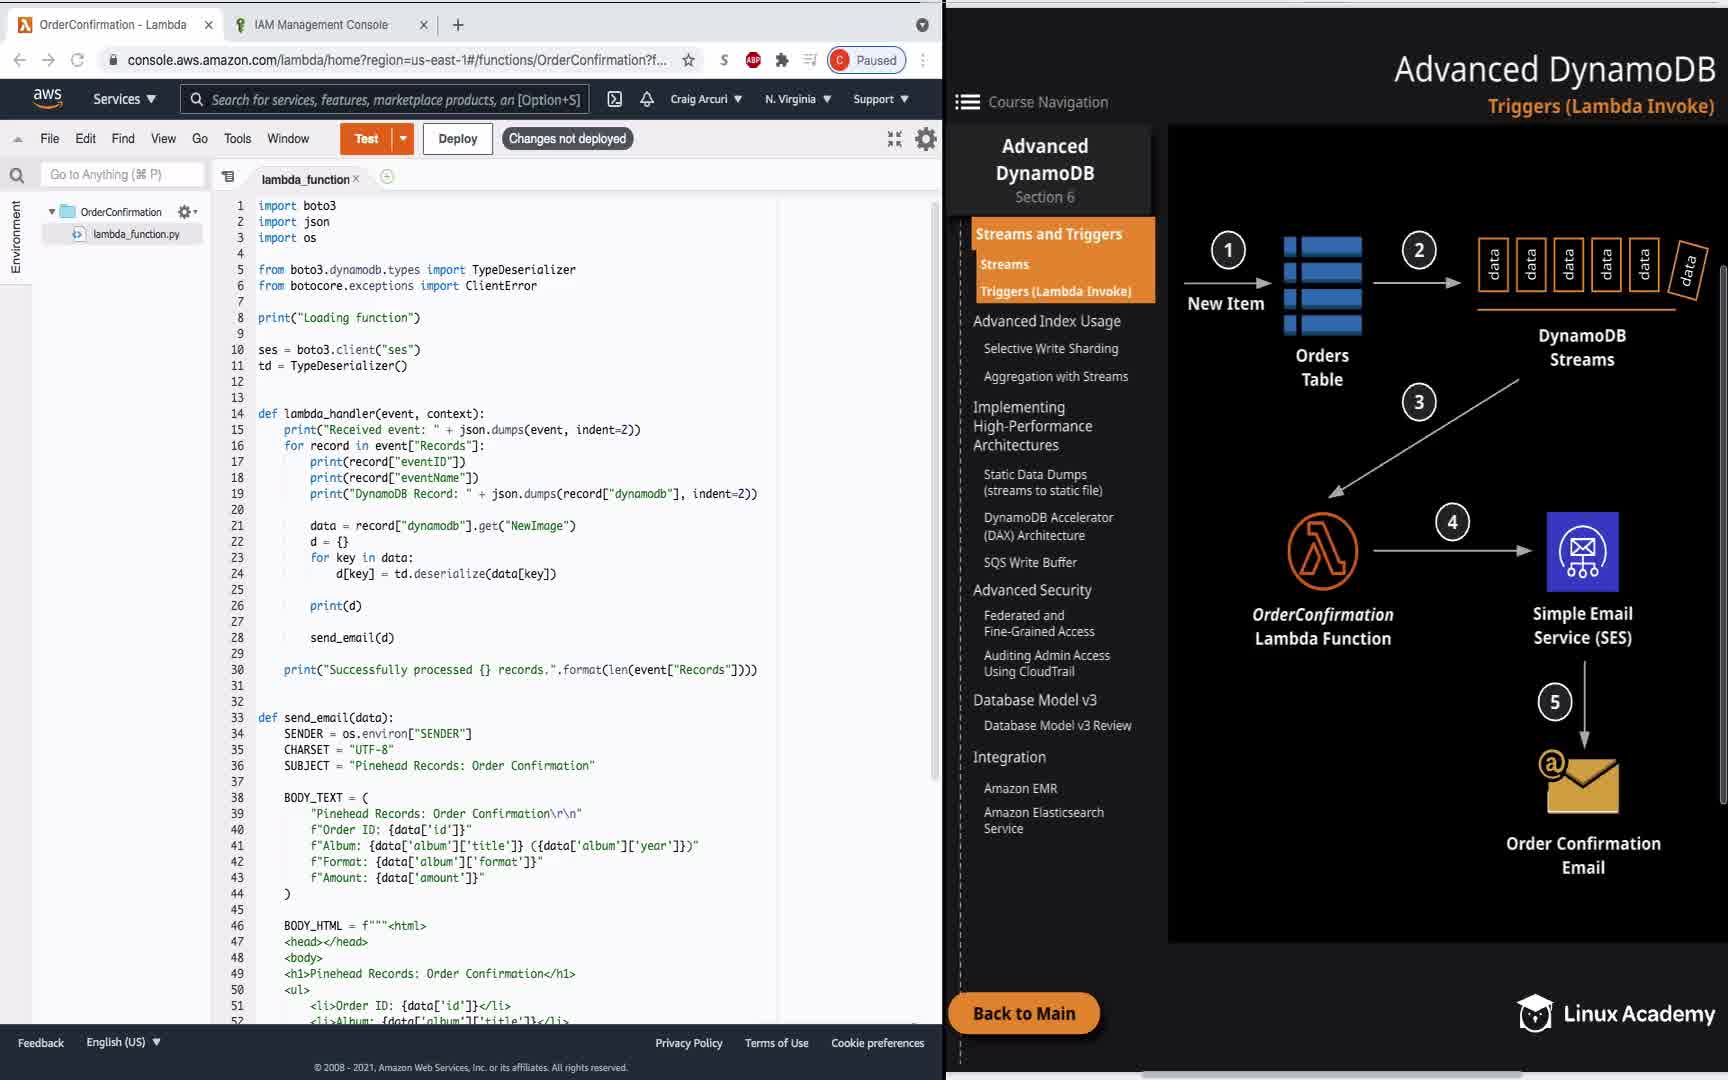 OrderConfirmation - Lambda
IAM Management Console
console.aws.amazon.com/lambda/home?region=us-east-1#/functions/OrderConfirmation?f...
S
ABP
C Paused
aws
Services
Search for services, features, marketplace products, an [Option+S]
Craig Arcuri
N. Virginia
Support
File Edit Find View Go Tools Window
Test
Deploy
Changes not deployed
Go to Anything (⌘ P)
Environment
OrderConfirmation
lambda_function.py
lambda_function
1 import boto3
2 import json
3 import os
4
5 from boto3.dynamodb.types import TypeDeserializer
6 from botocore.exceptions import ClientError
7
8 print("Loading function")
9
10 ses = boto3.client("ses")
11 td = TypeDeserializer()
12
13
14 def lambda_handler(event, context):
15 print("Received event: " + json.dumps(event, indent=2))
16 for record in event["Records"]:
17 print(record["eventID"])
18 print(record["eventName"])
19 print("DynamoDB Record: " + json.dumps(record["dynamodb"], indent=2))
20
21 data = record["dynamodb"].get("NewImage")
22 d = {}
23 for key in data:
24 d[key] = td.deserialize(data[key])
25
26 print(d)
27
28 send_email(d)
29
30 print("Successfully processed {} records.".format(len(event["Records"])))
31
32
33 def send_email(data):
34 SENDER = os.environ["SENDER"]
35 CHARSET = "UTF-8"
36 SUBJECT = "Pinehead Records: Order Confirmation"
37
38 BODY_TEXT = (
39 "Pinehead Records: Order Confirmation\r\n"
40 f"Order ID: {data['id']}"
41 f"Album: {data['album']['title']} ({data['album']['year']})"
42 f"Format: {data['album']['format']}"
43 f"Amount: {data['amount']}"
44 )
45
46 BODY_HTML = f"""<html>
47 <head></head>
48 <body>
49 <h1>Pinehead Records: Order Confirmation</h1>
50 <ul>
51 <li>Order ID: {data['id']}</li>
52 <li>Album: {data['album']['title']}</li>
Feedback
English (US)
Privacy Policy
Terms of Use
Cookie preferences
© 2008 - 2021, Amazon Web Services, Inc. or its affiliates. All rights reserved.
Advanced DynamoDB
Triggers (Lambda Invoke)
Course Navigation
Advanced
DynamoDB
Section 6
Streams and Triggers
Streams
Triggers (Lambda Invoke)
Advanced Index Usage
Selective Write Sharding
Aggregation with Streams
Implementing
High-Performance
Architectures
Static Data Dumps
(streams to static file)
DynamoDB Accelerator
(DAX) Architecture
SQS Write Buffer
Advanced Security
Federated and
Fine-Grained Access
Auditing Admin Access
Using CloudTrail
Database Model v3
Database Model v3 Review
Integration
Amazon EMR
Amazon Elasticsearch
Service
Back to Main
1
New Item
Orders
Table
2
data
data
data
data
data
data
DynamoDB
Streams
3
OrderConfirmation
Lambda Function
4
Simple Email
Service (SES)
5
@
Order Confirmation
Email
Linux Academy